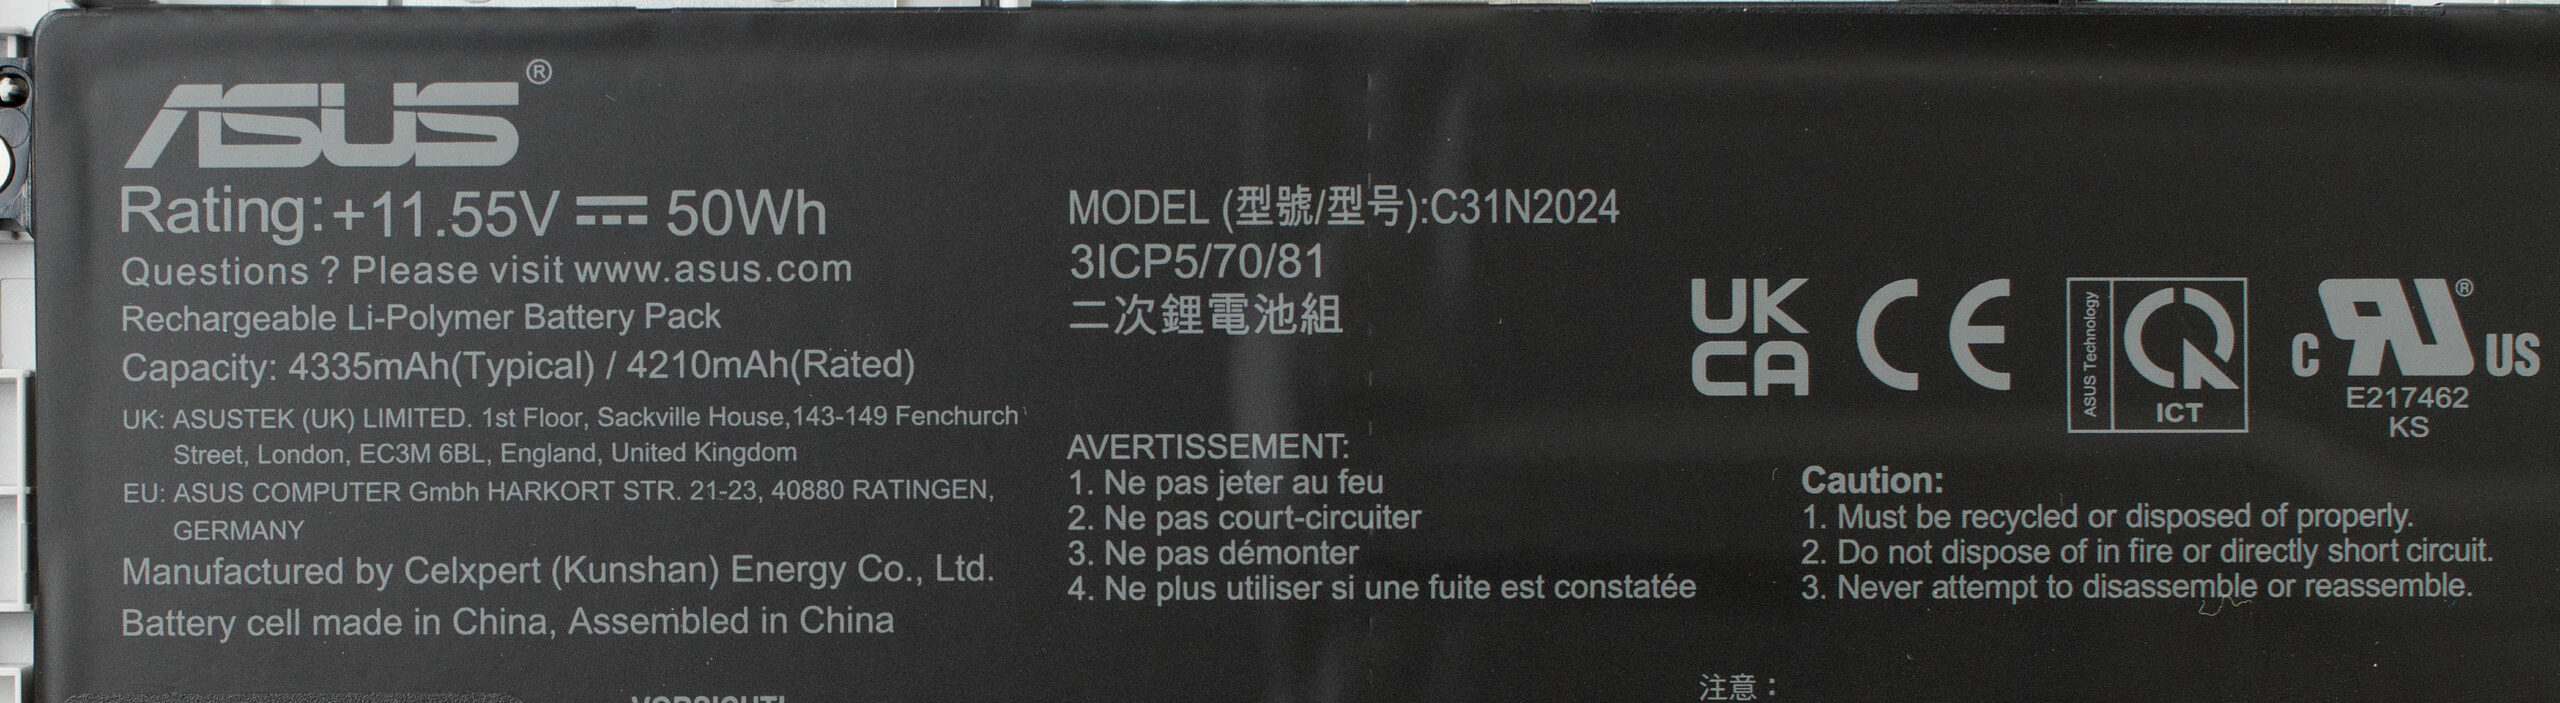 ASUS®
Rating:+11.55V ⎓ 50Wh
Questions ? Please visit www.asus.com
Rechargeable Li-Polymer Battery Pack
Capacity: 4335mAh(Typical) / 4210mAh(Rated)
UK: ASUSTEK (UK) LIMITED. 1st Floor, Sackville House,143-149 Fenchurch
Street, London, EC3M 6BL, England, United Kingdom
EU: ASUS COMPUTER Gmbh HARKORT STR. 21-23, 40880 RATINGEN,
GERMANY
Manufactured by Celxpert (Kunshan) Energy Co., Ltd.
Battery cell made in China, Assembled in China
VORSICHT!
MODEL (型號/型号):C31N2024
3ICP5/70/81
二次鋰電池組
AVERTISSEMENT:
1. Ne pas jeter au feu
2. Ne pas court-circuiter
3. Ne pas démonter
4. Ne plus utiliser si une fuite est constatée
UK
CA
CE
ASUS Technology
ICT
C RU® US
E217462
KS
Caution:
1. Must be recycled or disposed of properly.
2. Do not dispose of in fire or directly short circuit.
3. Never attempt to disassemble or reassemble.
注意：